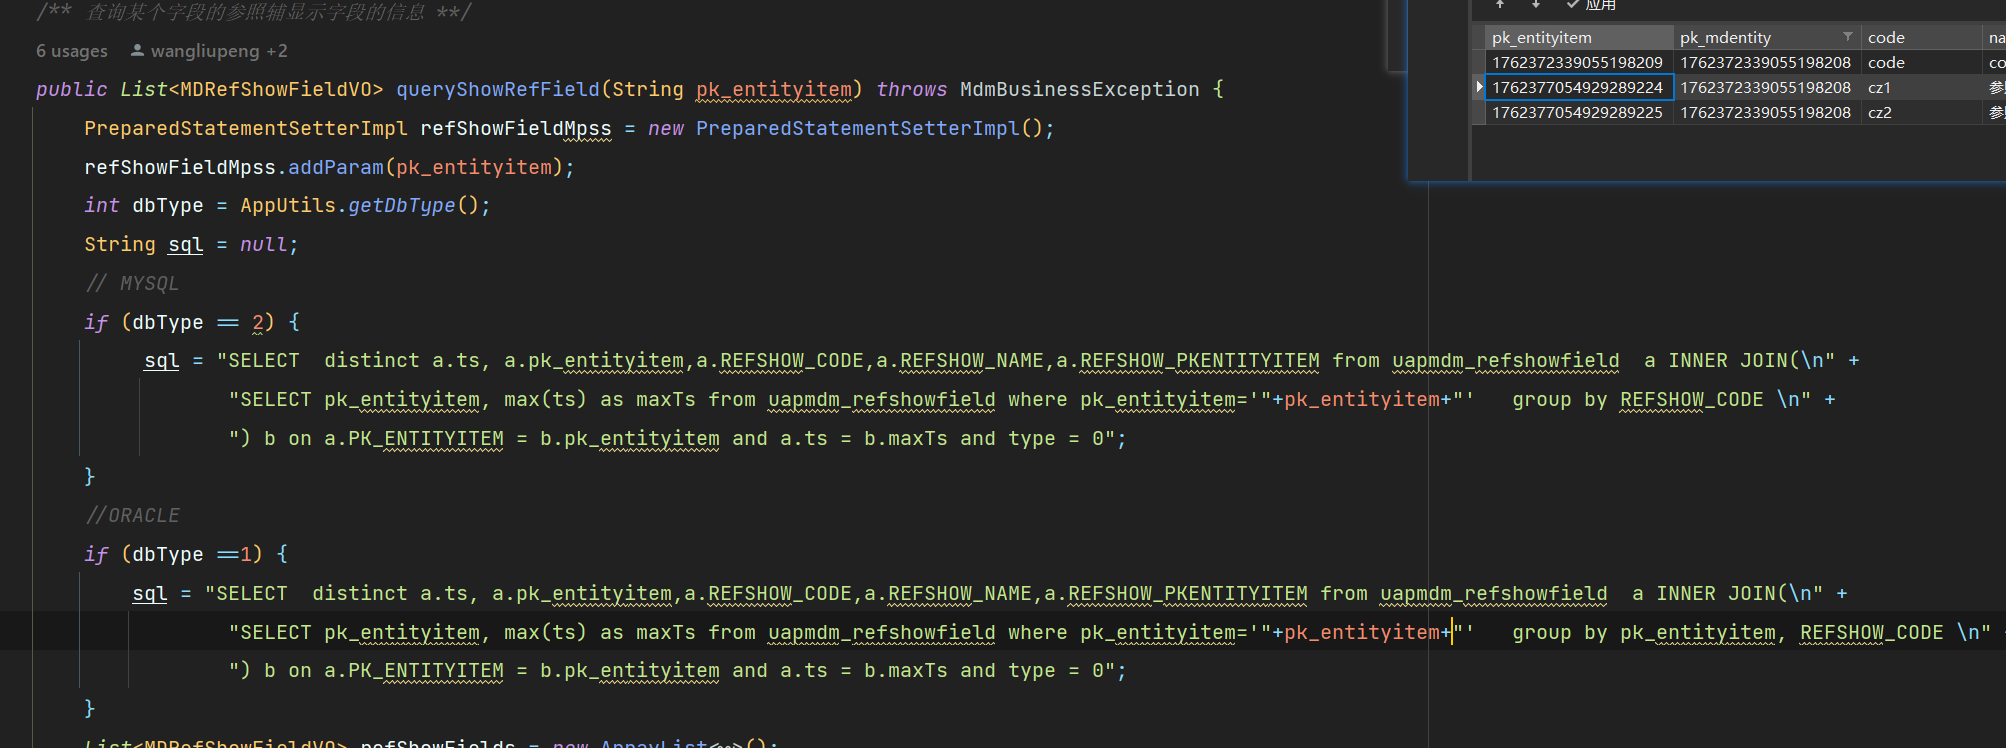 /** 查询某个字段的参照辅显示字段的信息 **/
6 usages wangliupeng +2
public List<MDRefShowFieldVO> queryShowRefField(String pk_entityitem) throws MdmBusinessException {
PreparedStatementSetterImpl refShowFieldMpss = new PreparedStatementSetterImpl();
refShowFieldMpss.addParam(pk_entityitem);
int dbType = AppUtils.getDbType();
String sql = null;
// MYSQL
if (dbType == 2) {
sql = "SELECT  distinct a.ts, a.pk_entityitem,a.REFSHOW_CODE,a.REFSHOW_NAME,a.REFSHOW_PKENTITYITEM from uapmdm_refshowfield  a INNER JOIN(\n" +
"SELECT pk_entityitem, max(ts) as maxTs from uapmdm_refshowfield where pk_entityitem='"+pk_entityitem+"'   group by REFSHOW_CODE \n" +
") b on a.PK_ENTITYITEM = b.pk_entityitem and a.ts = b.maxTs and type = 0";
}
//ORACLE
if (dbType ==1) {
sql = "SELECT  distinct a.ts, a.pk_entityitem,a.REFSHOW_CODE,a.REFSHOW_NAME,a.REFSHOW_PKENTITYITEM from uapmdm_refshowfield  a INNER JOIN(\n" +
"SELECT pk_entityitem, max(ts) as maxTs from uapmdm_refshowfield where pk_entityitem='"+pk_entityitem+"'   group by pk_entityitem, REFSHOW_CODE \n" +
") b on a.PK_ENTITYITEM = b.pk_entityitem and a.ts = b.maxTs and type = 0";
}
List<MDRefShowFieldVO> refShowFields = new ArrayList<~>();
应用
pk_entityitem pk_mdentity code na
1762372339055198209 1762372339055198208 code co
1762377054929289224 1762372339055198208 cz1 参
1762377054929289225 1762372339055198208 cz2 参